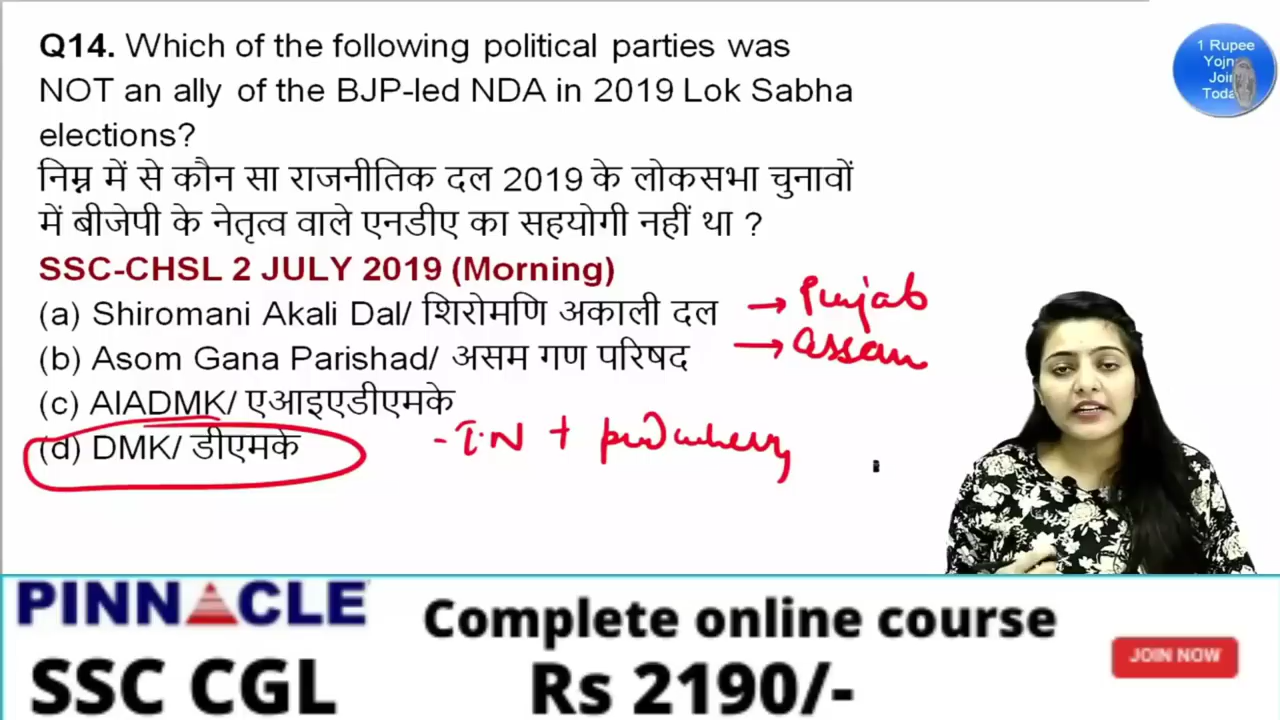 Q14. Which of the following political parties was
NOT an ally of the BJP-led NDA in 2019 Lok Sabha
elections?
निम्न में से कौन सा राजनीतिक दल 2019 के लोकसभा चुनावों
में बीजेपी के नेतृत्व वाले एनडीए का सहयोगी नहीं था ?
SSC-CHSL 2 JULY 2019 (Morning)
(a) Shiromani Akali Dal/ शिरोमणि अकाली दल → Punjab
(b) Asom Gana Parishad/ असम गण परिषद → Assam
(c) AIADMK/ एआइएडीएमके
(d) DMK/ डीएमके - T.N +
1 Rupee
Join
PINNACLE
SSC CGL
Complete online course
Rs 2190/-
JOIN NOW